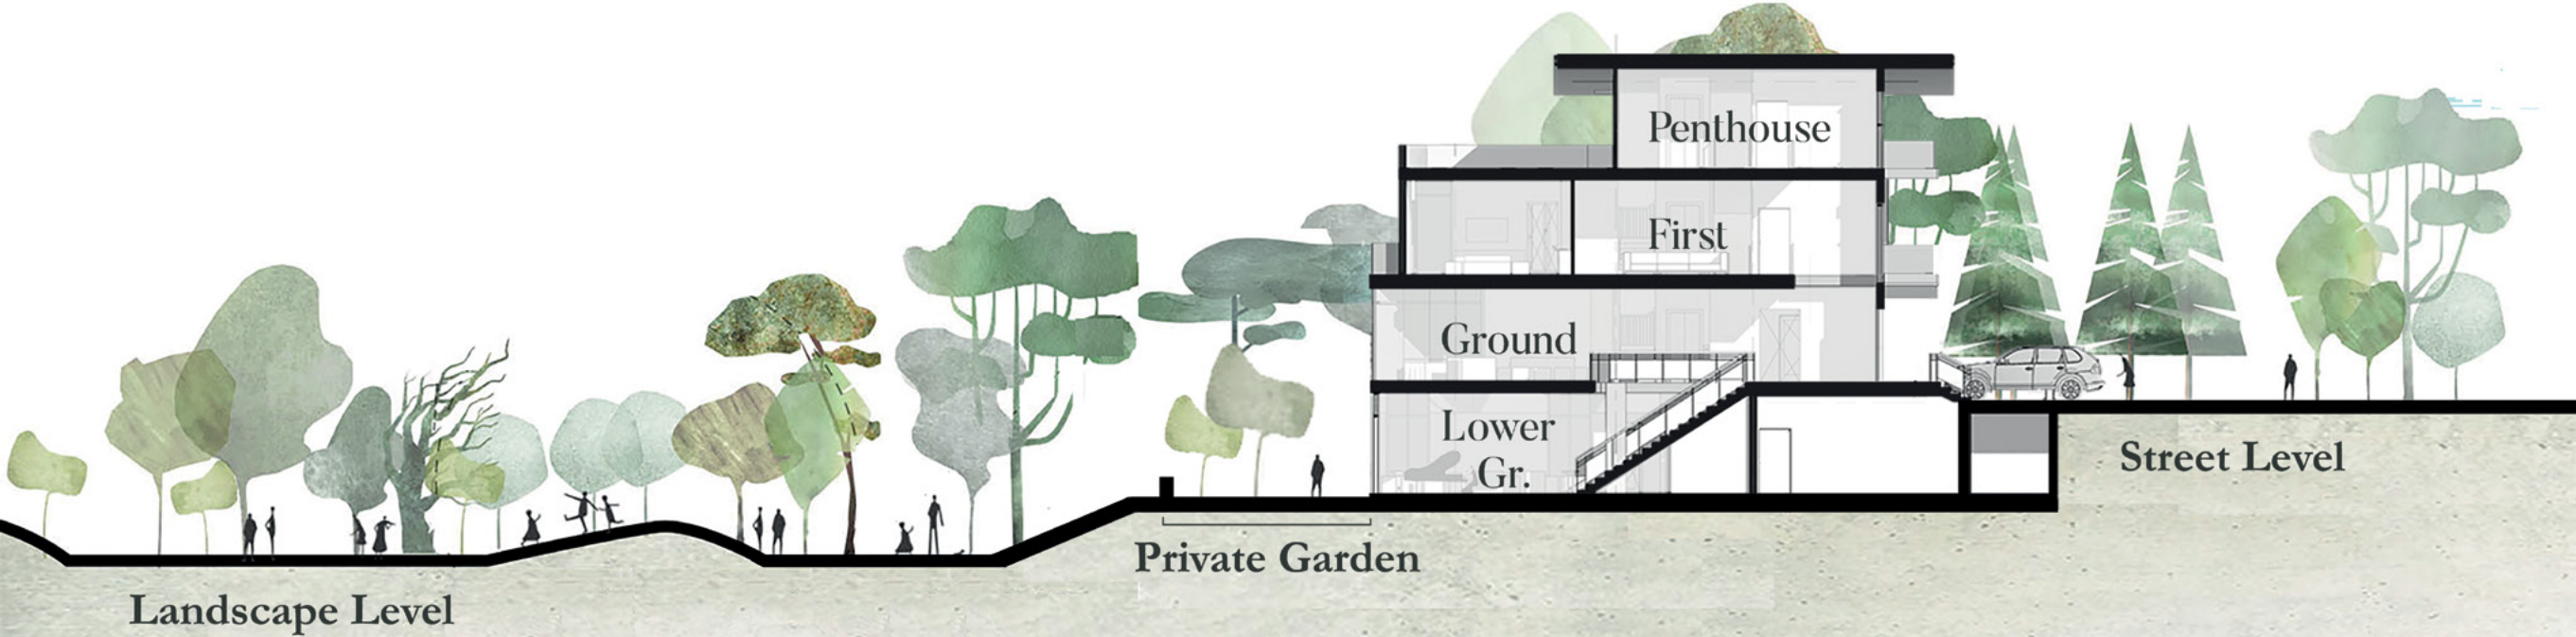 Penthouse
First
Ground
Lower
Gr.
Street Level
Private Garden
Landscape Level